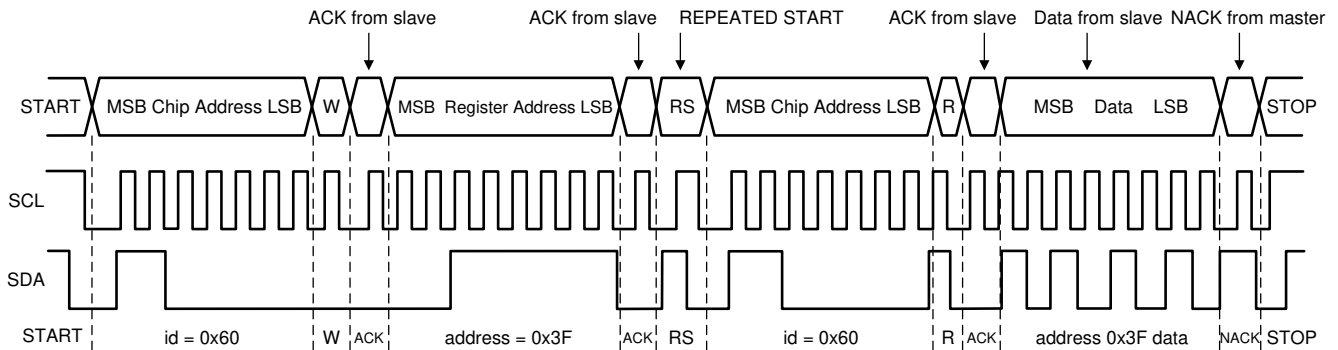 ACK from slave ACK from slave REPEATED START ACK from slave Data from slave NACK from master
START MSB Chip Address LSB W MSB Register Address LSB RS MSB Chip Address LSB R MSB Data LSB STOP
SCL
SDA
START id = 0x60 W ACK address = 0x3F ACK RS id = 0x60 R ACK address 0x3F data NACK STOP